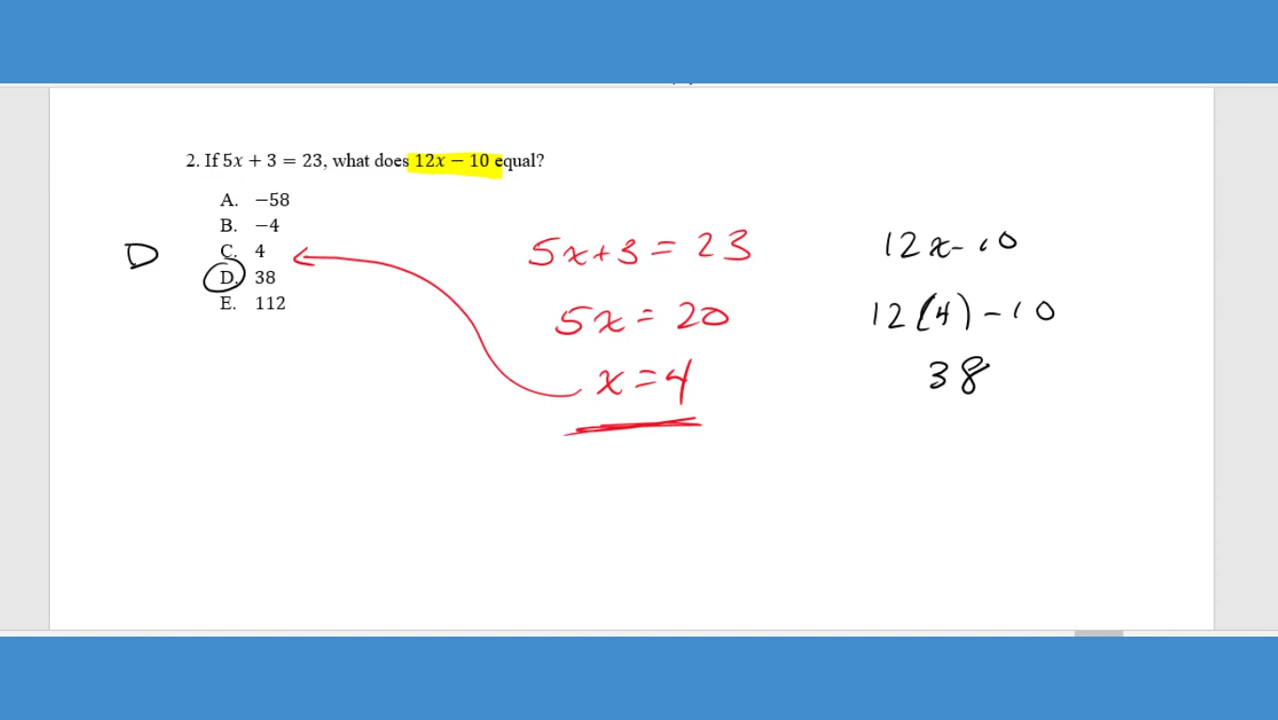 2. If 5x + 3 = 23, what does 12x − 10 equal?
A. −58
B. −4
C. 4
D. 38
E. 112
D
5x+3 = 23
5x = 20
x = 4
12x-10
12(4)-10
38